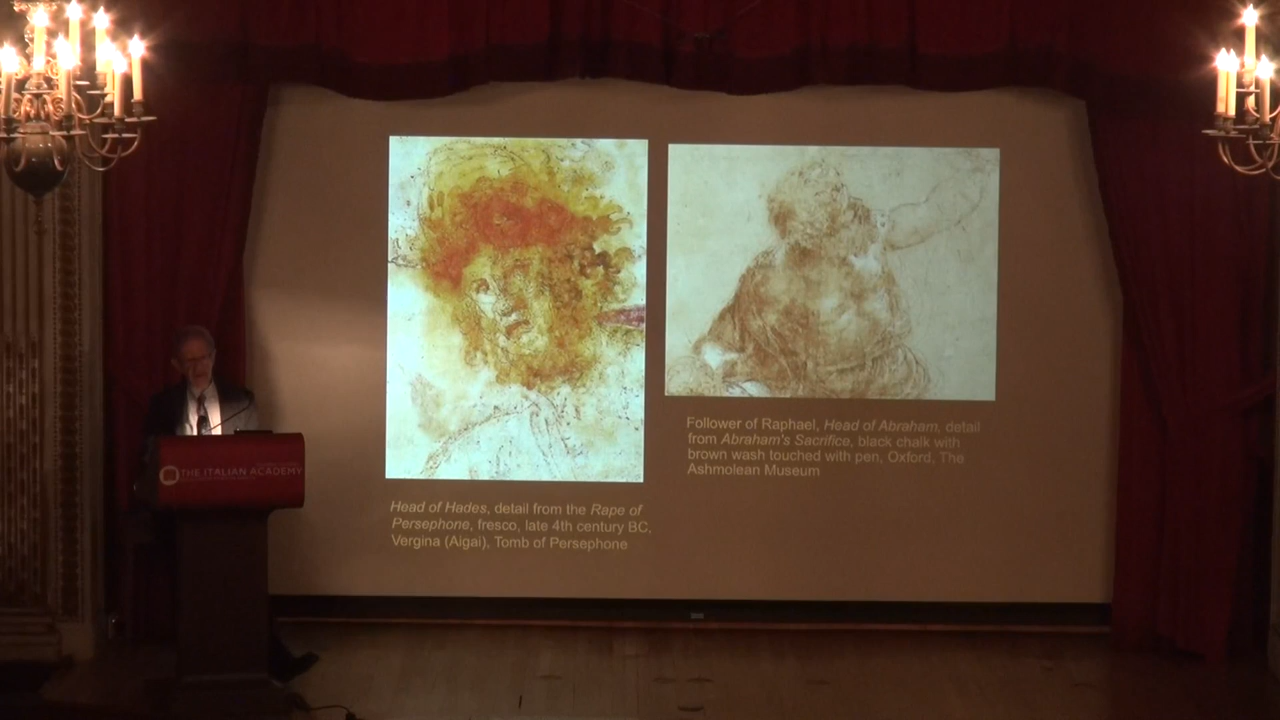 THE ITALIAN ACADEMY
Head of Hades, detail from the Rape of
Persephone, fresco, late 4th century BC,
Vergina (Aigai), Tomb of Persephone
Follower of Raphael, Head of Abraham, detail
from Abraham's Sacrifice, black chalk with
brown wash touched with pen, Oxford, The
Ashmolean Museum